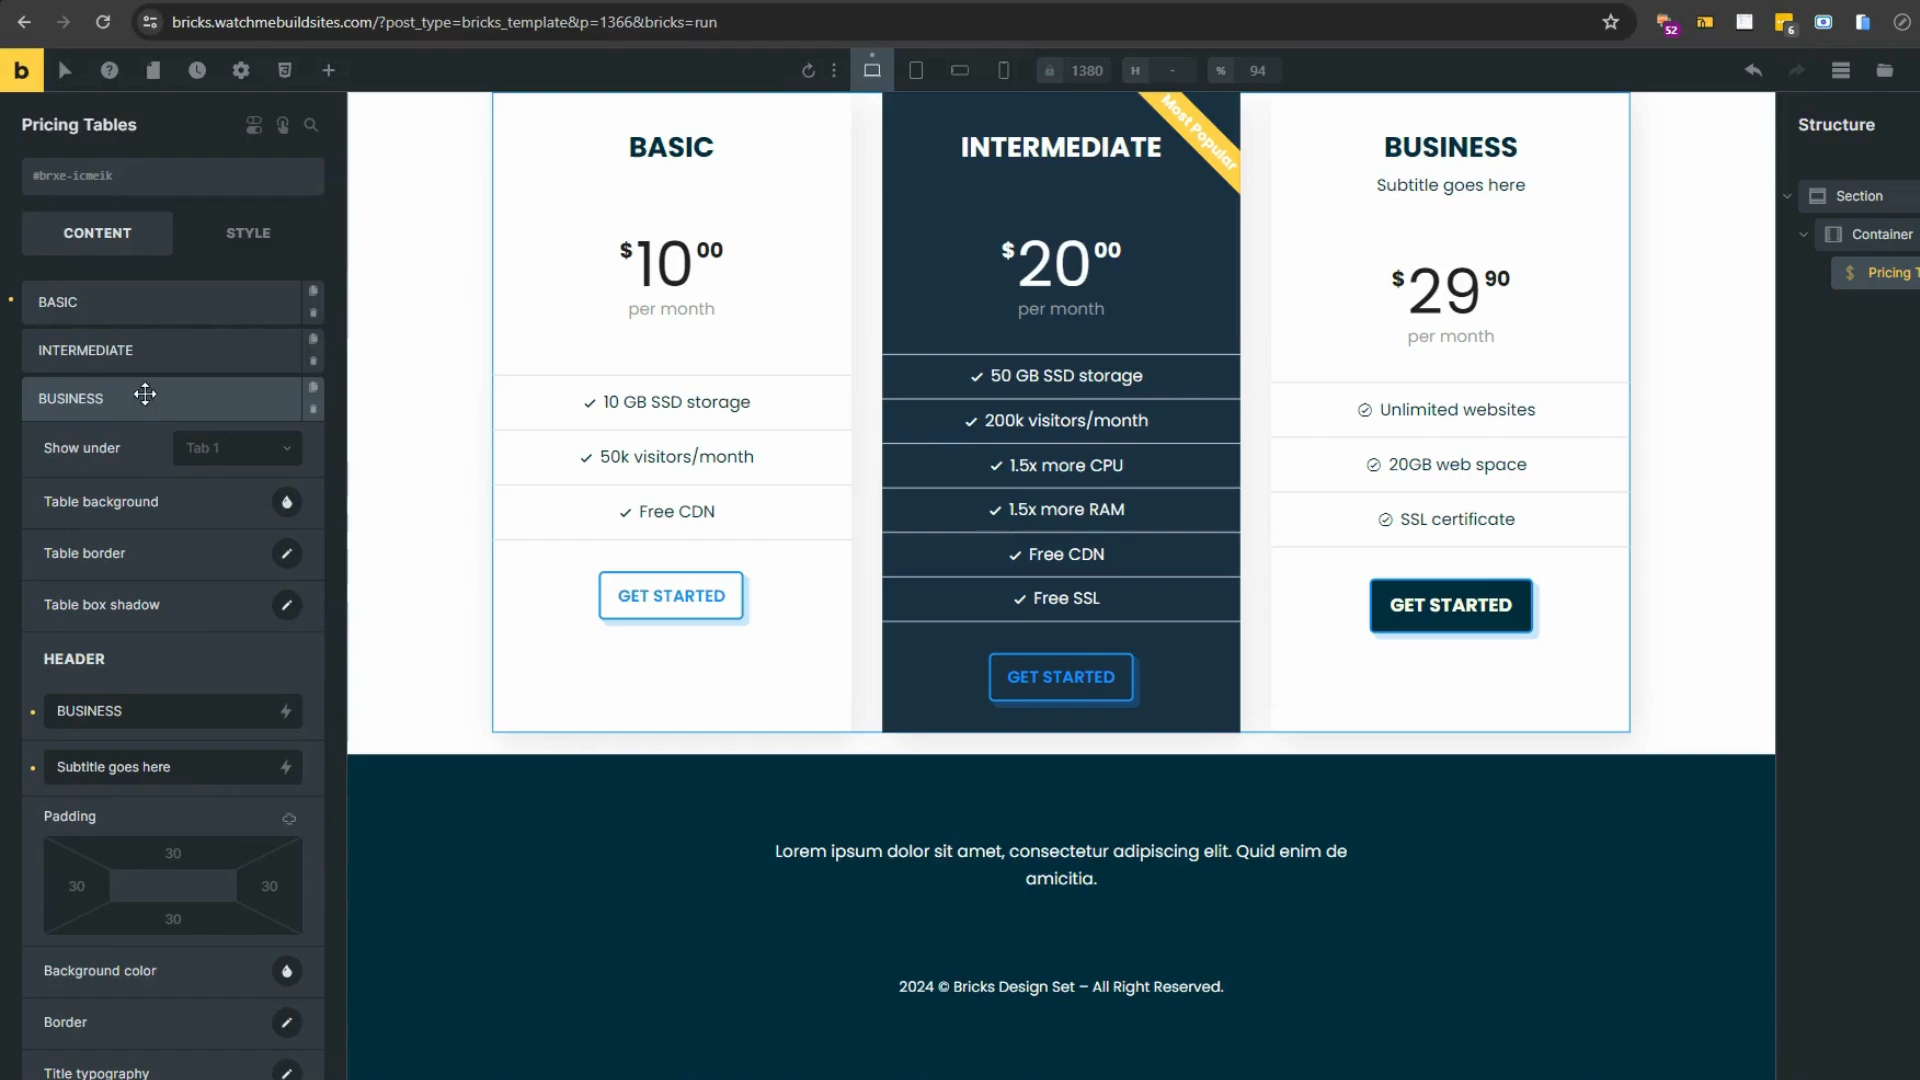 bricks.watchmebuildsites.com/?post_type=bricks_template&p=1366&bricks=run
52
6
b
1380
H
-
%
94
Pricing Tables
#brxe-icmeik
CONTENT
STYLE
BASIC
INTERMEDIATE
BUSINESS
Show under
Tab 1
Table background
Table border
Table box shadow
HEADER
BUSINESS
Subtitle goes here
Padding
30
30
30
30
Background color
Border
Title typography
BASIC
$10 00
per month
10 GB SSD storage
50k visitors/month
Free CDN
GET STARTED
Most Popular
INTERMEDIATE
$20 00
per month
50 GB SSD storage
200k visitors/month
1.5x more CPU
1.5x more RAM
Free CDN
Free SSL
GET STARTED
BUSINESS
Subtitle goes here
$29 90
per month
Unlimited websites
20GB web space
SSL certificate
GET STARTED
Lorem ipsum dolor sit amet, consectetur adipiscing elit. Quid enim de
amicitia.
2024 © Bricks Design Set – All Right Reserved.
Structure
Section
Container
Pricing T